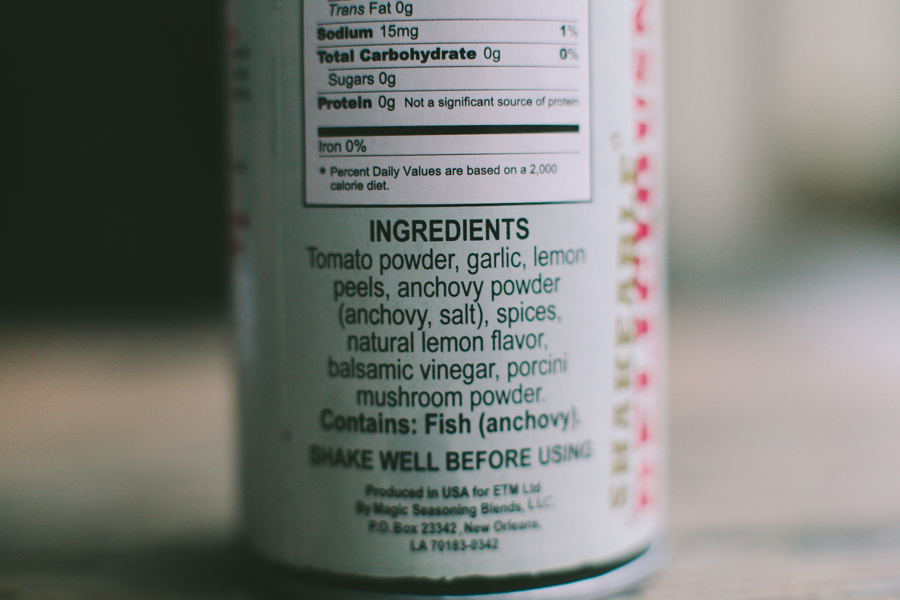 Trans Fat 0g
Sodium 15mg 1%
Total Carbohydrate 0g 0%
Sugars 0g
Protein 0g Not a significant source of protein
Iron 0%
* Percent Daily Values are based on a 2,000
calorie diet.
INGREDIENTS
Tomato powder, garlic, lemon
peels, anchovy powder
(anchovy, salt), spices,
natural lemon flavor,
balsamic vinegar, porcini
mushroom powder.
Contains: Fish (anchovy).
SHAKE WELL BEFORE USING
Produced in USA for ETM Ltd
By Magic Seasoning Blends, LLC.
P.O. Box 23342, New Orleans,
LA 70183-0342
SHAKEABLE